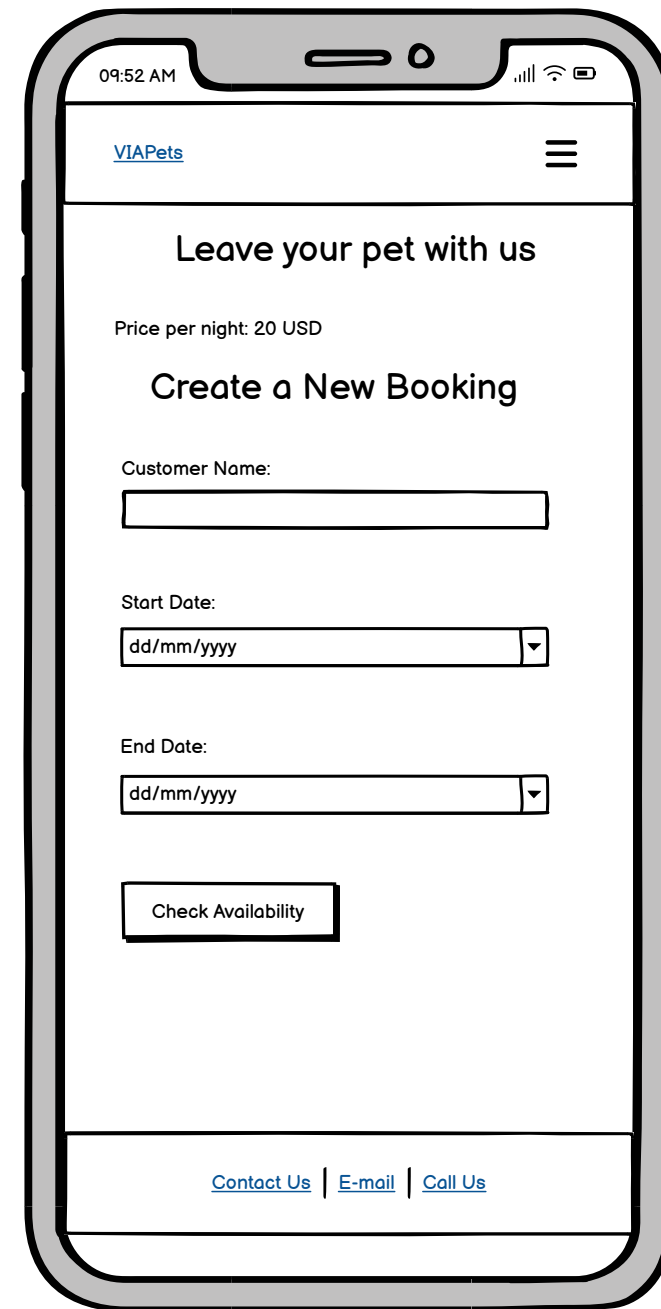 09:52 AM
VIAPets
Leave your pet with us
Price per night: 20 USD
Create a New Booking
Customer Name:
Start Date:
dd/mm/yyyy
End Date:
dd/mm/yyyy
Check Availability
Contact Us | E-mail | Call Us